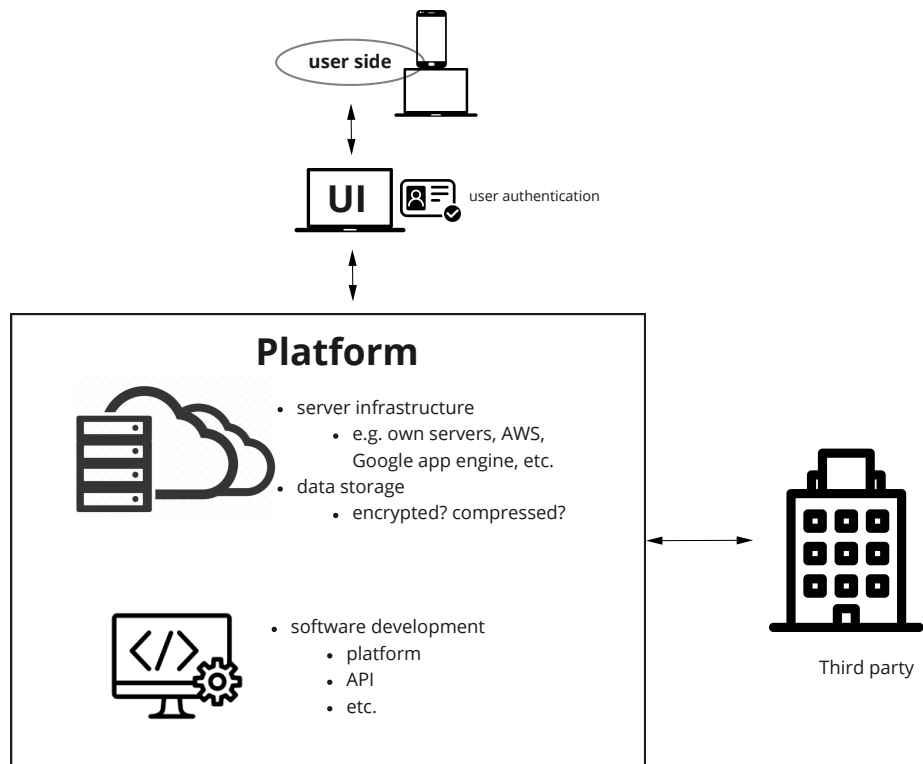 user side
UI
user authentication
Platform
• server infrastructure
• e.g. own servers, AWS,
Google app engine, etc.
• data storage
• encrypted? compressed?
</>
• software development
• platform
• API
• etc.
Third party